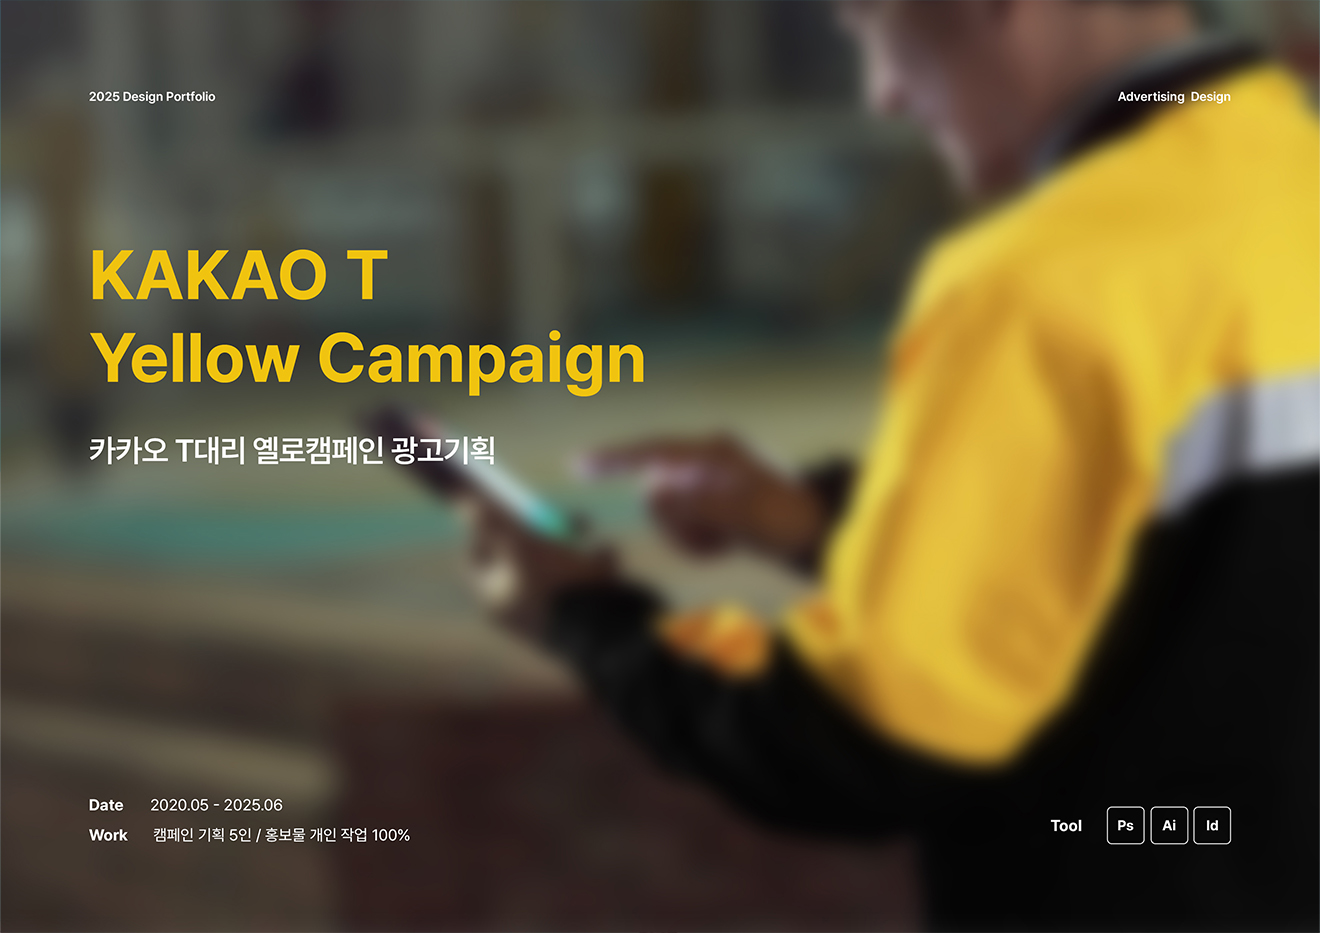 2025 Design Portfolio
Advertising Design
KAKAO T
Yellow Campaign
카카오 T대리 옐로캠페인 광고기획
Date 2020.05 - 2025.06
Work 캠페인 기획 5인 / 홍보물 개인 작업 100%
Tool Ps Ai Id